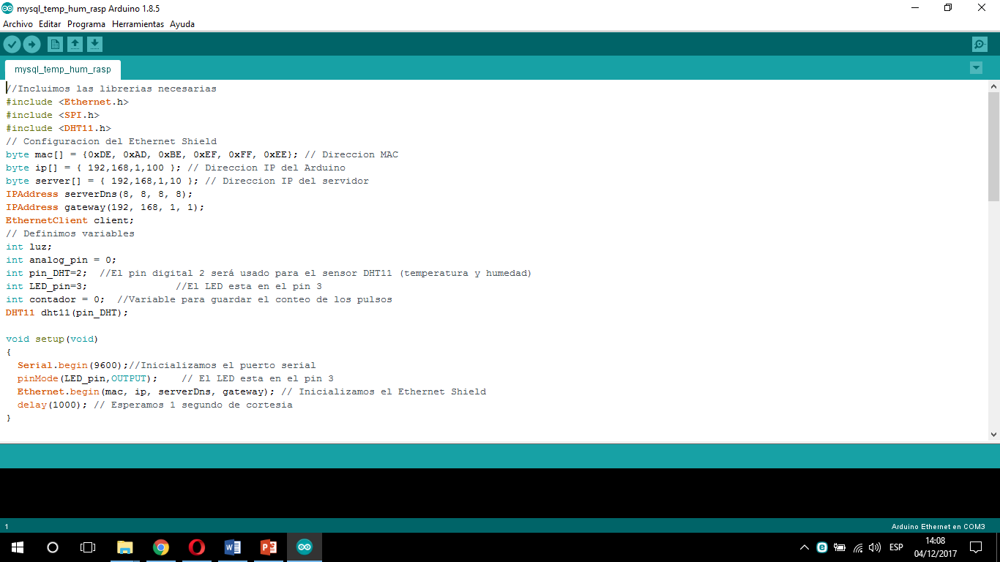 mysql_temp_hum_rasp Arduino 1.8.5
Archivo Editar Programa Herramientas Ayuda
mysql_temp_hum_rasp
//Incluimos las librerias necesarias
#include <Ethernet.h>
#include <SPI.h>
#include <DHT11.h>
// Configuracion del Ethernet Shield
byte mac[] = {0xDE, 0xAD, 0xBE, 0xEF, 0xFF, 0xEE}; // Direccion MAC
byte ip[] = { 192,168,1,100 }; // Direccion IP del Arduino
byte server[] = { 192,168,1,10 }; // Direccion IP del servidor
IPAddress serverDns(8, 8, 8, 8);
IPAddress gateway(192, 168, 1, 1);
EthernetClient client;
// Definimos variables
int luz;
int analog_pin = 0;
int pin_DHT=2;  //El pin digital 2 será usado para el sensor DHT11 (temperatura y humedad)
int LED_pin=3;               //El LED esta en el pin 3
int contador = 0;  //Variable para guardar el conteo de los pulsos
DHT11 dht11(pin_DHT);
void setup(void)
{
  Serial.begin(9600);//Inicializamos el puerto serial
  pinMode(LED_pin,OUTPUT);    // El LED esta en el pin 3
  Ethernet.begin(mac, ip, serverDns, gateway); // Inicializamos el Ethernet Shield
  delay(1000); // Esperamos 1 segundo de cortesia
}
1 Arduino Ethernet en COM3
ESP
14:08
04/12/2017